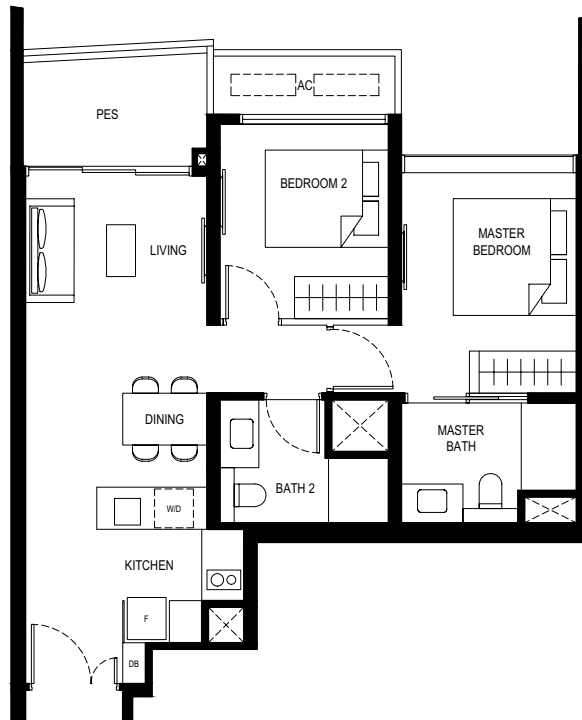 AC
PES
BEDROOM 2
LIVING
MASTER
BEDROOM
DINING
MASTER
BATH
BATH 2
W/D
KITCHEN
F
DB